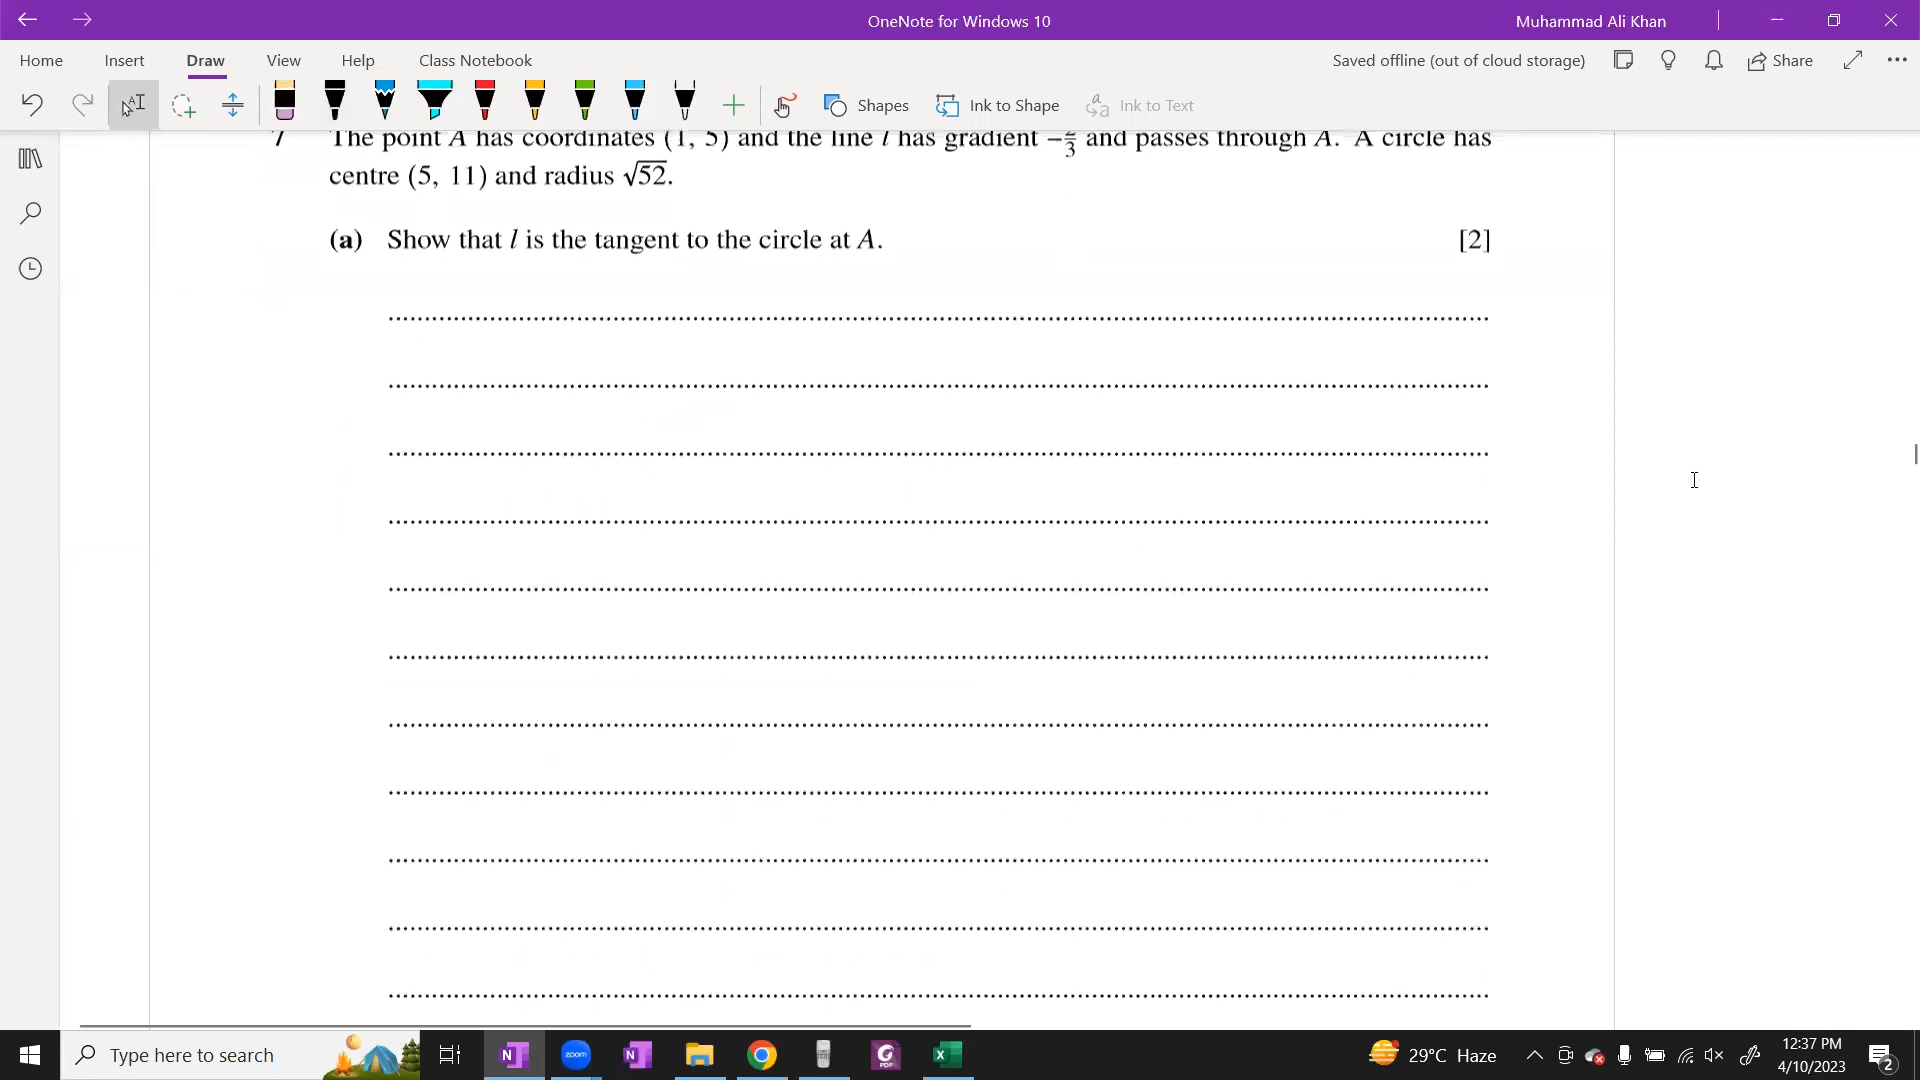 OneNote for Windows 10
Muhammad Ali Khan
Home Insert Draw View Help Class Notebook
Saved offline (out of cloud storage)
Share
Shapes
Ink to Shape
Ink to Text
7 The point A has coordinates (1, 5) and the line l has gradient −2/3 and passes through A. A circle has
centre (5, 11) and radius √52.
(a) Show that l is the tangent to the circle at A. [2]
Type here to search
zoom
29°C Haze
12:37 PM
4/10/2023
2